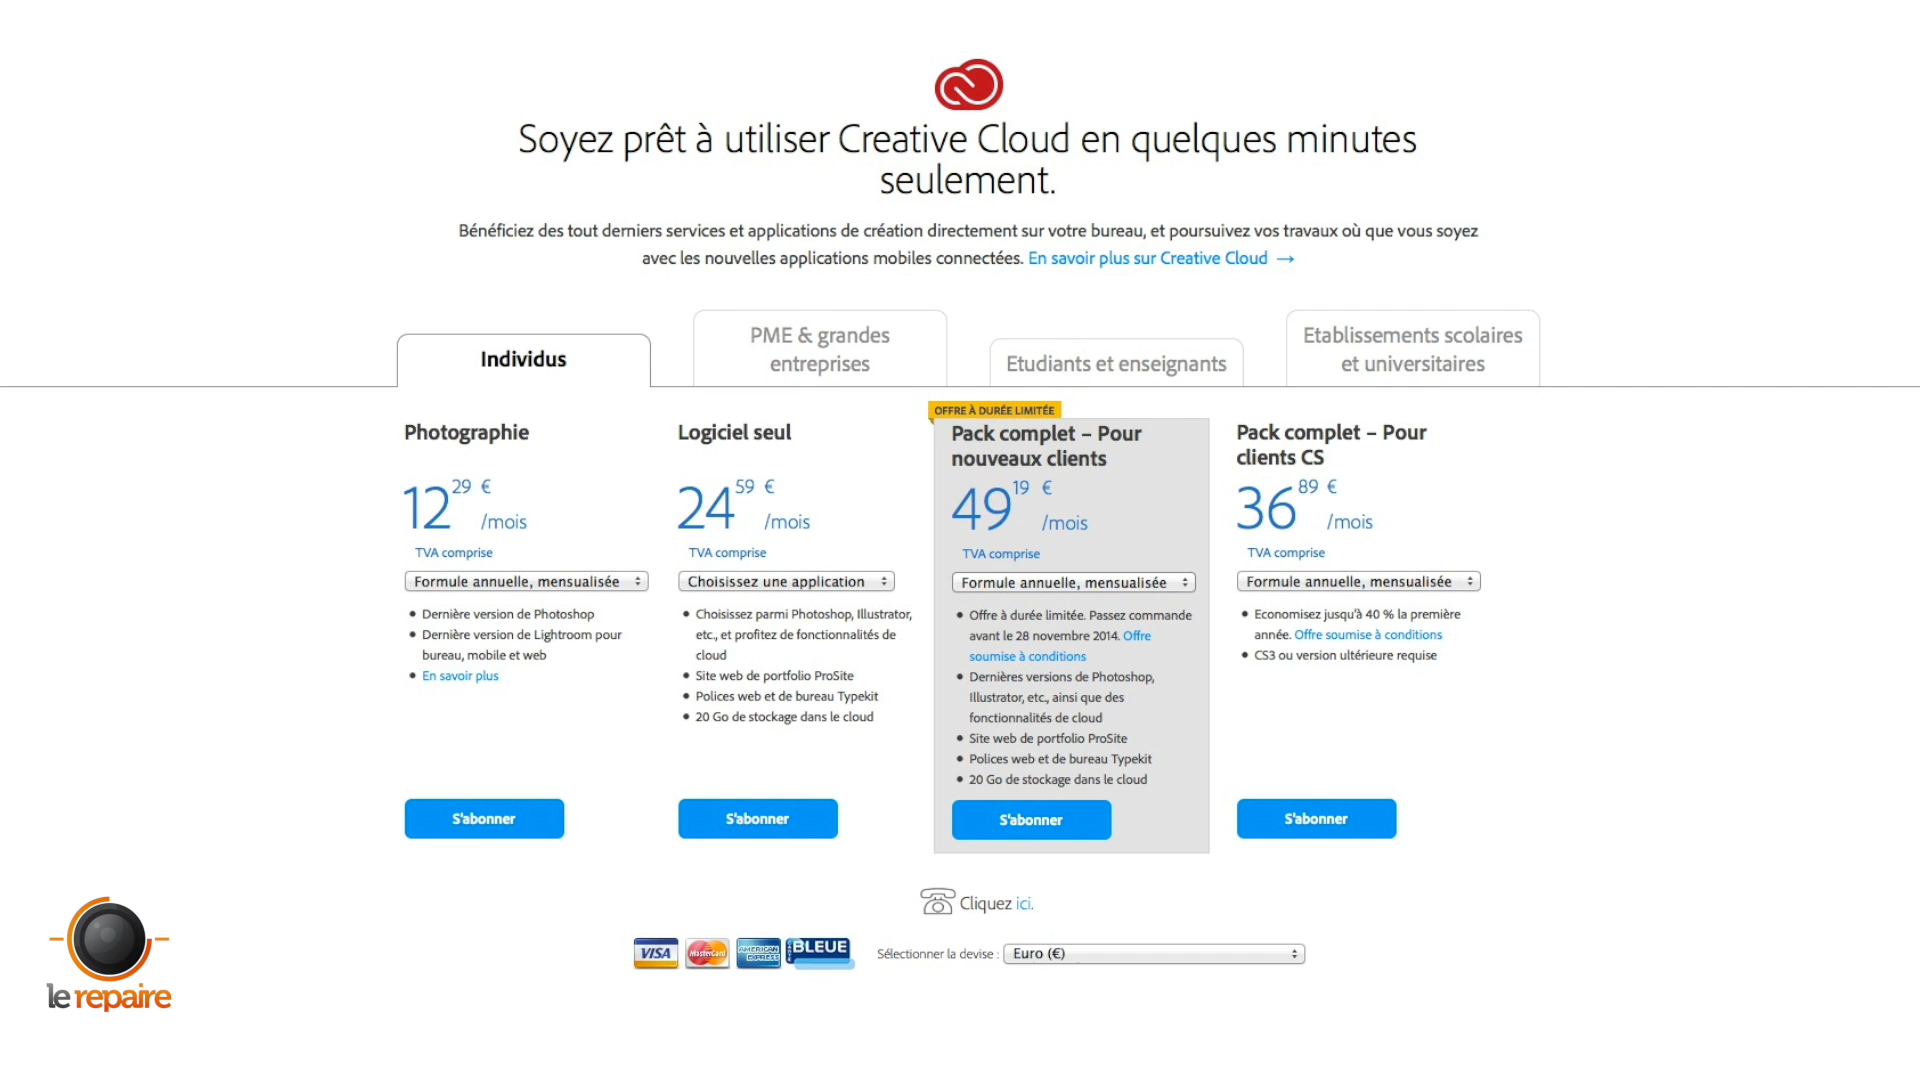 Soyez prêt à utiliser Creative Cloud en quelques minutes
seulement.
Bénéficiez des tout derniers services et applications de création directement sur votre bureau, et poursuivez vos travaux où que vous soyez
avec les nouvelles applications mobiles connectées. En savoir plus sur Creative Cloud →
Individus
PME & grandes
entreprises
Etudiants et enseignants
Etablissements scolaires
et universitaires
Photographie
12 29 €
/mois
TVA comprise
Formule annuelle, mensualisée
• Dernière version de Photoshop
• Dernière version de Lightroom pour
bureau, mobile et web
• En savoir plus
S'abonner
Logiciel seul
24 59 €
/mois
TVA comprise
Choisissez une application
• Choisissez parmi Photoshop, Illustrator,
etc., et profitez de fonctionnalités de
cloud
• Site web de portfolio ProSite
• Polices web et de bureau Typekit
• 20 Go de stockage dans le cloud
S'abonner
OFFRE À DURÉE LIMITÉE
Pack complet – Pour
nouveaux clients
49 19 €
/mois
TVA comprise
Formule annuelle, mensualisée
• Offre à durée limitée. Passez commande
avant le 28 novembre 2014. Offre
soumise à conditions
• Dernières versions de Photoshop,
Illustrator, etc., ainsi que des
fonctionnalités de cloud
• Site web de portfolio ProSite
• Polices web et de bureau Typekit
• 20 Go de stockage dans le cloud
S'abonner
Pack complet – Pour
clients CS
36 89 €
/mois
TVA comprise
Formule annuelle, mensualisée
• Economisez jusqu'à 40 % la première
année. Offre soumise à conditions
• CS3 ou version ultérieure requise
S'abonner
Cliquez ici.
VISA
MasterCard
AMERICAN
EXPRESS
CARTE BLEUE
Sélectionner la devise : Euro (€)
le repaire